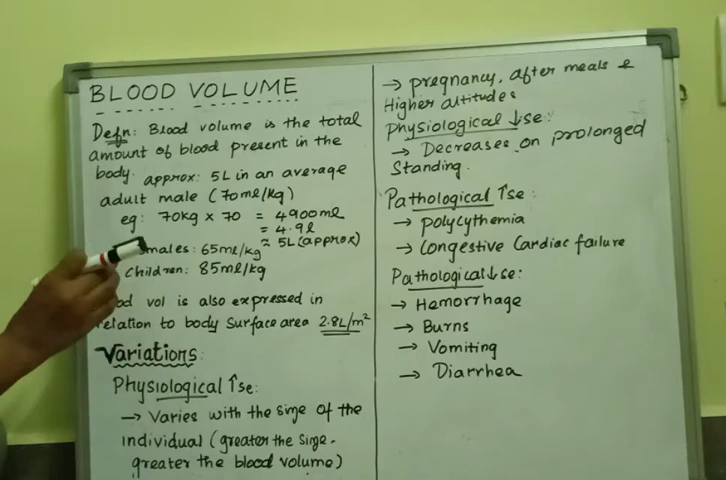 BLOOD VOLUME
Defn: Blood volume is the total
amount of blood present in the
body. approx: 5L in an average
adult male (70ml/kg)
eg: 70kg x 70 = 4900ml
= 4.9l
≈ 5L (approx)
males: 65ml/kg
children: 85ml/kg
vol is also expressed in
relation to body surface area 2.8L/m²
Variations:
Physiological ↑se:
→ Varies with the size of the
individual (greater the size.
greater the blood volume)
→ pregnancy, after meals &
Higher altitudes
Physiological ↓se:
→ Decreases on prolonged
Standing.
Pathological ↑se:
→ polycythemia
→ Congestive Cardiac failure
Pathological ↓se:
→ Hemorrhage
→ Burns
→ Vomiting
→ Diarrhea